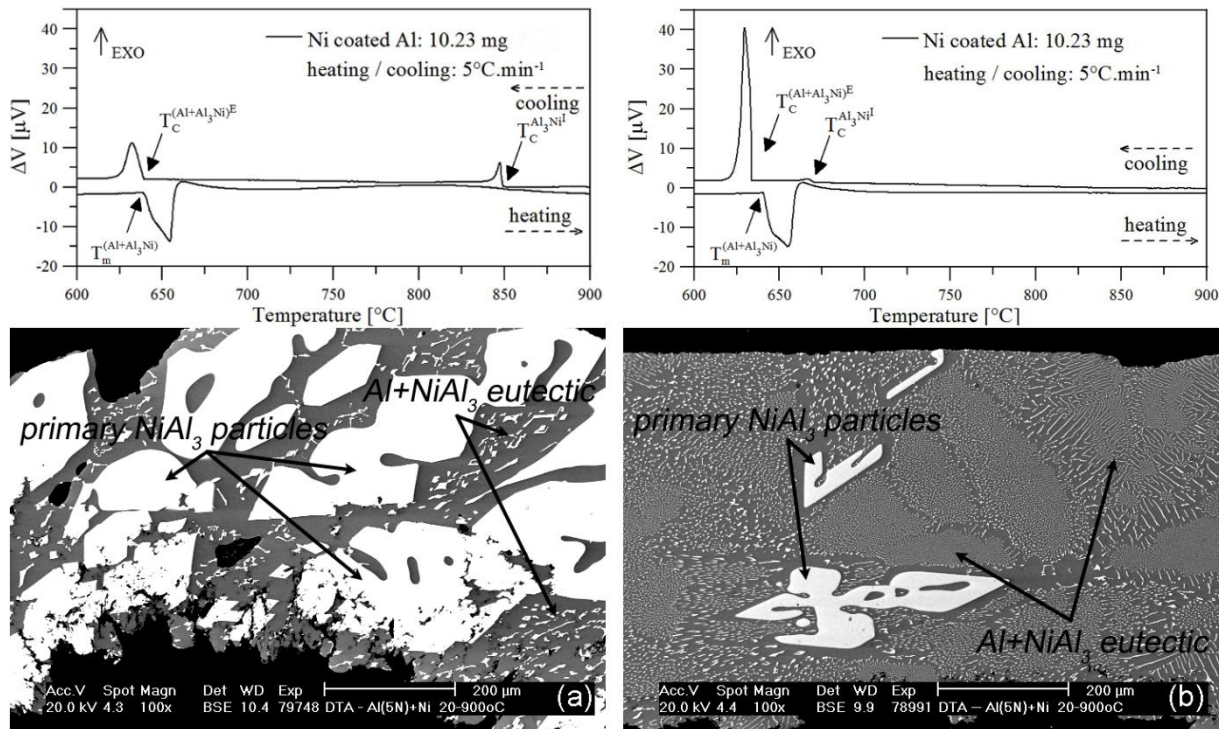 40
30
20
10
0
-10
-20
ΔV [µV]
EXO
Ni coated Al: 10.23 mg
heating / cooling: 5°C.min⁻¹
cooling
T_C^(Al+Al₃Ni)^E
T_C^Al₃Ni^I
heating
T_m^(Al+Al₃Ni)
600 650 700 750 800 850 900
Temperature [°C]
40
30
20
10
0
-10
-20
ΔV [µV]
EXO
Ni coated Al: 10.23 mg
heating / cooling: 5°C.min⁻¹
T_C^(Al+Al₃Ni)^E
T_C^Al₃Ni^I
cooling
heating
T_m^(Al+Al₃Ni)
600 650 700 750 800 850 900
Temperature [°C]
Al+NiAl₃ eutectic
primary NiAl₃ particles
Acc.V Spot Magn Det WD Exp 200 µm
20.0 kV 4.3 100x BSE 10.4 79748 DTA - Al(5N)+Ni 20-900oC
(a)
primary NiAl₃ particles
Al+NiAl₃ eutectic
Acc.V Spot Magn Det WD Exp 200 µm
20.0 kV 4.4 100x BSE 9.9 78991 DTA - Al(5N)+Ni 20-900oC
(b)